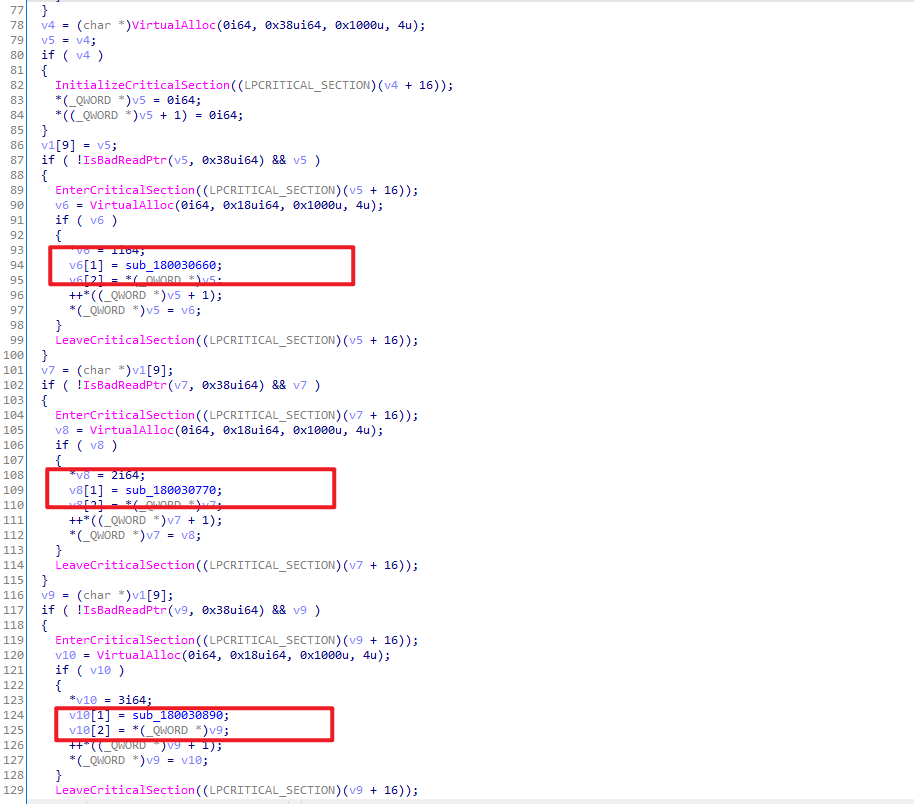 77 }
78 v4 = (char *)VirtualAlloc(0i64, 0x38ui64, 0x1000u, 4u);
79 v5 = v4;
80 if ( v4 )
81 {
82 InitializeCriticalSection((LPCRITICAL_SECTION)(v4 + 16));
83 *(_QWORD *)v5 = 0i64;
84 *((_QWORD *)v5 + 1) = 0i64;
85 }
86 v1[9] = v5;
87 if ( !IsBadReadPtr(v5, 0x38ui64) && v5 )
88 {
89 EnterCriticalSection((LPCRITICAL_SECTION)(v5 + 16));
90 v6 = VirtualAlloc(0i64, 0x18ui64, 0x1000u, 4u);
91 if ( v6 )
92 {
93 *v6 = 1i64;
94 v6[1] = sub_180030660;
95 v6[2] = *(_QWORD *)v5;
96 ++*((_QWORD *)v5 + 1);
97 *(_QWORD *)v5 = v6;
98 }
99 LeaveCriticalSection((LPCRITICAL_SECTION)(v5 + 16));
100 }
101 v7 = (char *)v1[9];
102 if ( !IsBadReadPtr(v7, 0x38ui64) && v7 )
103 {
104 EnterCriticalSection((LPCRITICAL_SECTION)(v7 + 16));
105 v8 = VirtualAlloc(0i64, 0x18ui64, 0x1000u, 4u);
106 if ( v8 )
107 {
108 *v8 = 2i64;
109 v8[1] = sub_180030770;
110 v8[2] = *(_QWORD *)v7;
111 ++*((_QWORD *)v7 + 1);
112 *(_QWORD *)v7 = v8;
113 }
114 LeaveCriticalSection((LPCRITICAL_SECTION)(v7 + 16));
115 }
116 v9 = (char *)v1[9];
117 if ( !IsBadReadPtr(v9, 0x38ui64) && v9 )
118 {
119 EnterCriticalSection((LPCRITICAL_SECTION)(v9 + 16));
120 v10 = VirtualAlloc(0i64, 0x18ui64, 0x1000u, 4u);
121 if ( v10 )
122 {
123 *v10 = 3i64;
124 v10[1] = sub_180030890;
125 v10[2] = *(_QWORD *)v9;
126 ++*((_QWORD *)v9 + 1);
127 *(_QWORD *)v9 = v10;
128 }
129 LeaveCriticalSection((LPCRITICAL_SECTION)(v9 + 16));